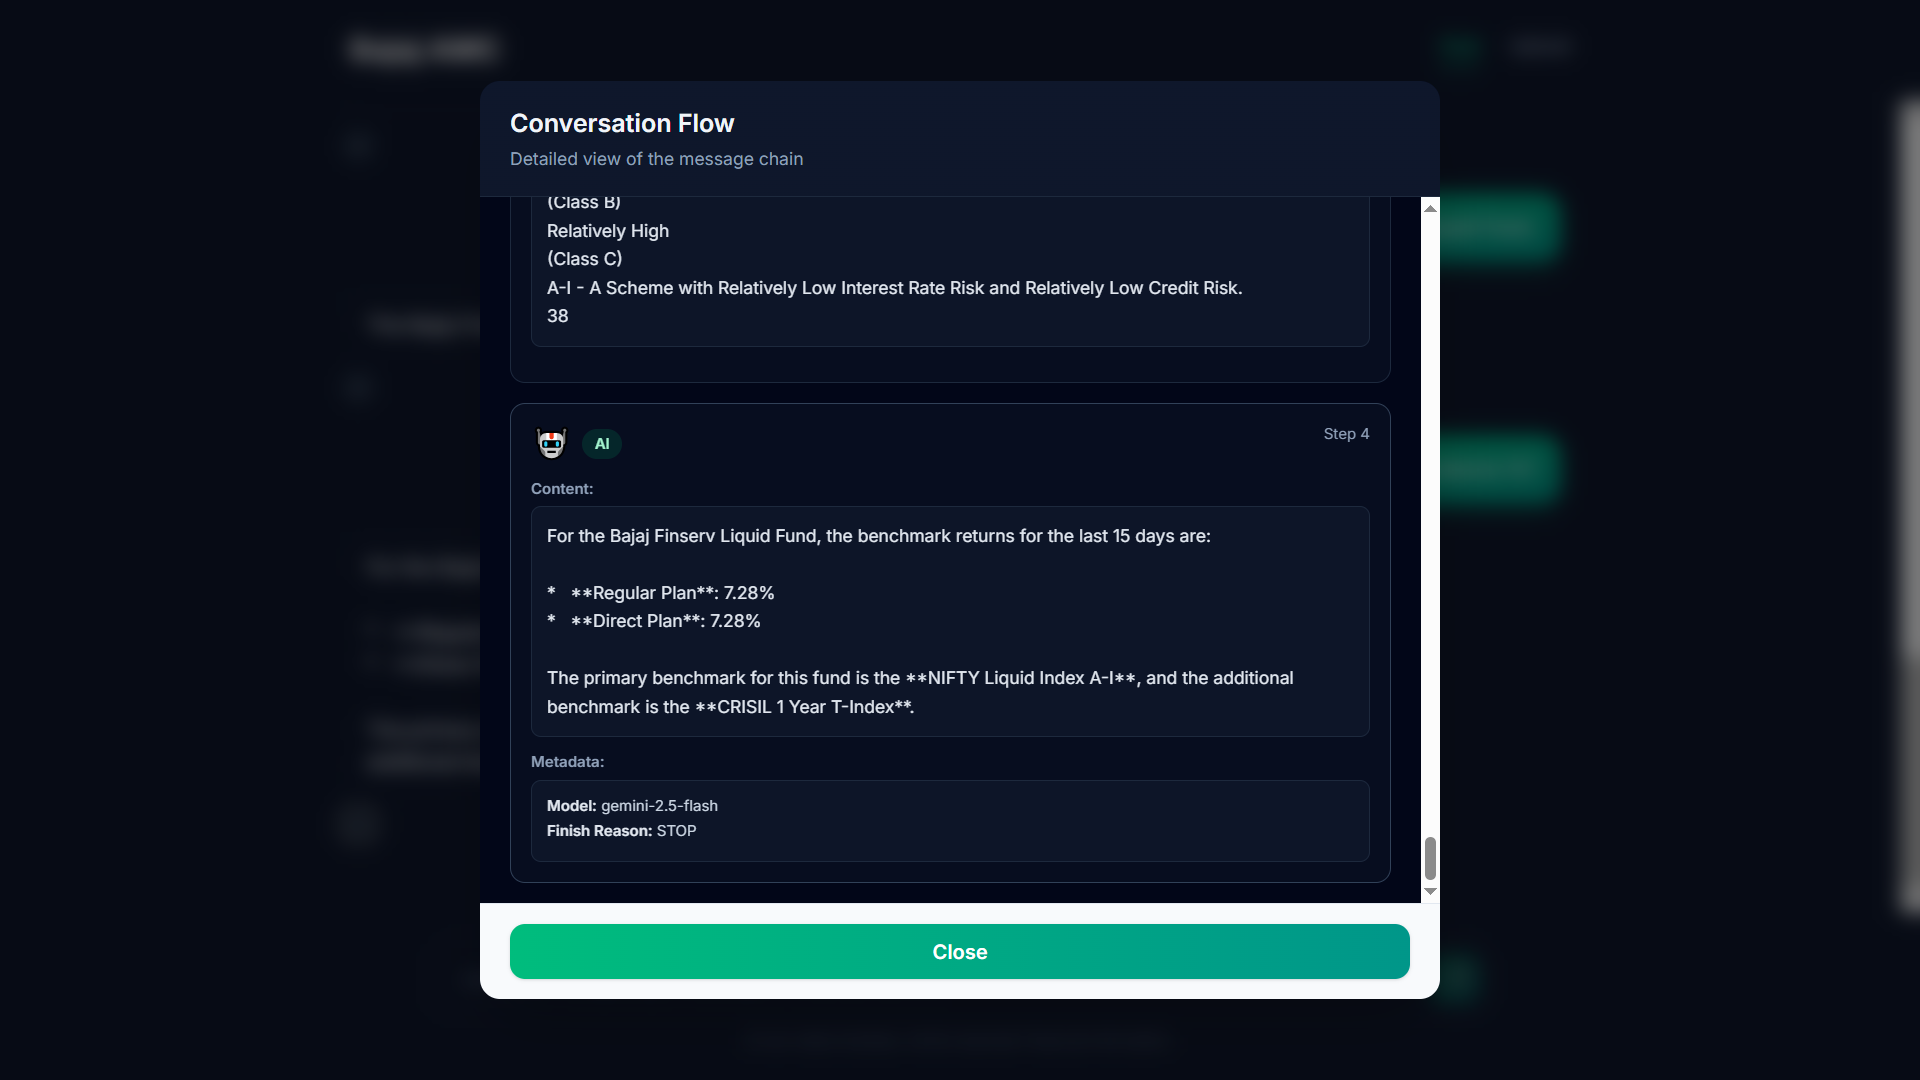 Conversation Flow
Detailed view of the message chain
(Class B)
Relatively High
(Class C)
A-I - A Scheme with Relatively Low Interest Rate Risk and Relatively Low Credit Risk.
38
AI
Step 4
Content:
For the Bajaj Finserv Liquid Fund, the benchmark returns for the last 15 days are:
*   **Regular Plan**: 7.28%
*   **Direct Plan**: 7.28%
The primary benchmark for this fund is the **NIFTY Liquid Index A-I**, and the additional
benchmark is the **CRISIL 1 Year T-Index**.
Metadata:
Model: gemini-2.5-flash
Finish Reason: STOP
Close